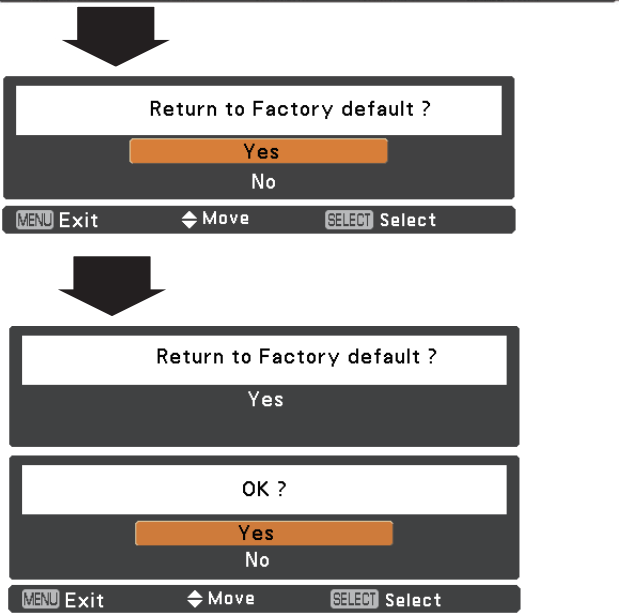 Return to Factory default ?
Yes
No
MENU Exit Move SELECT Select
Return to Factory default ?
Yes
OK ?
Yes
No
MENU Exit Move SELECT Select